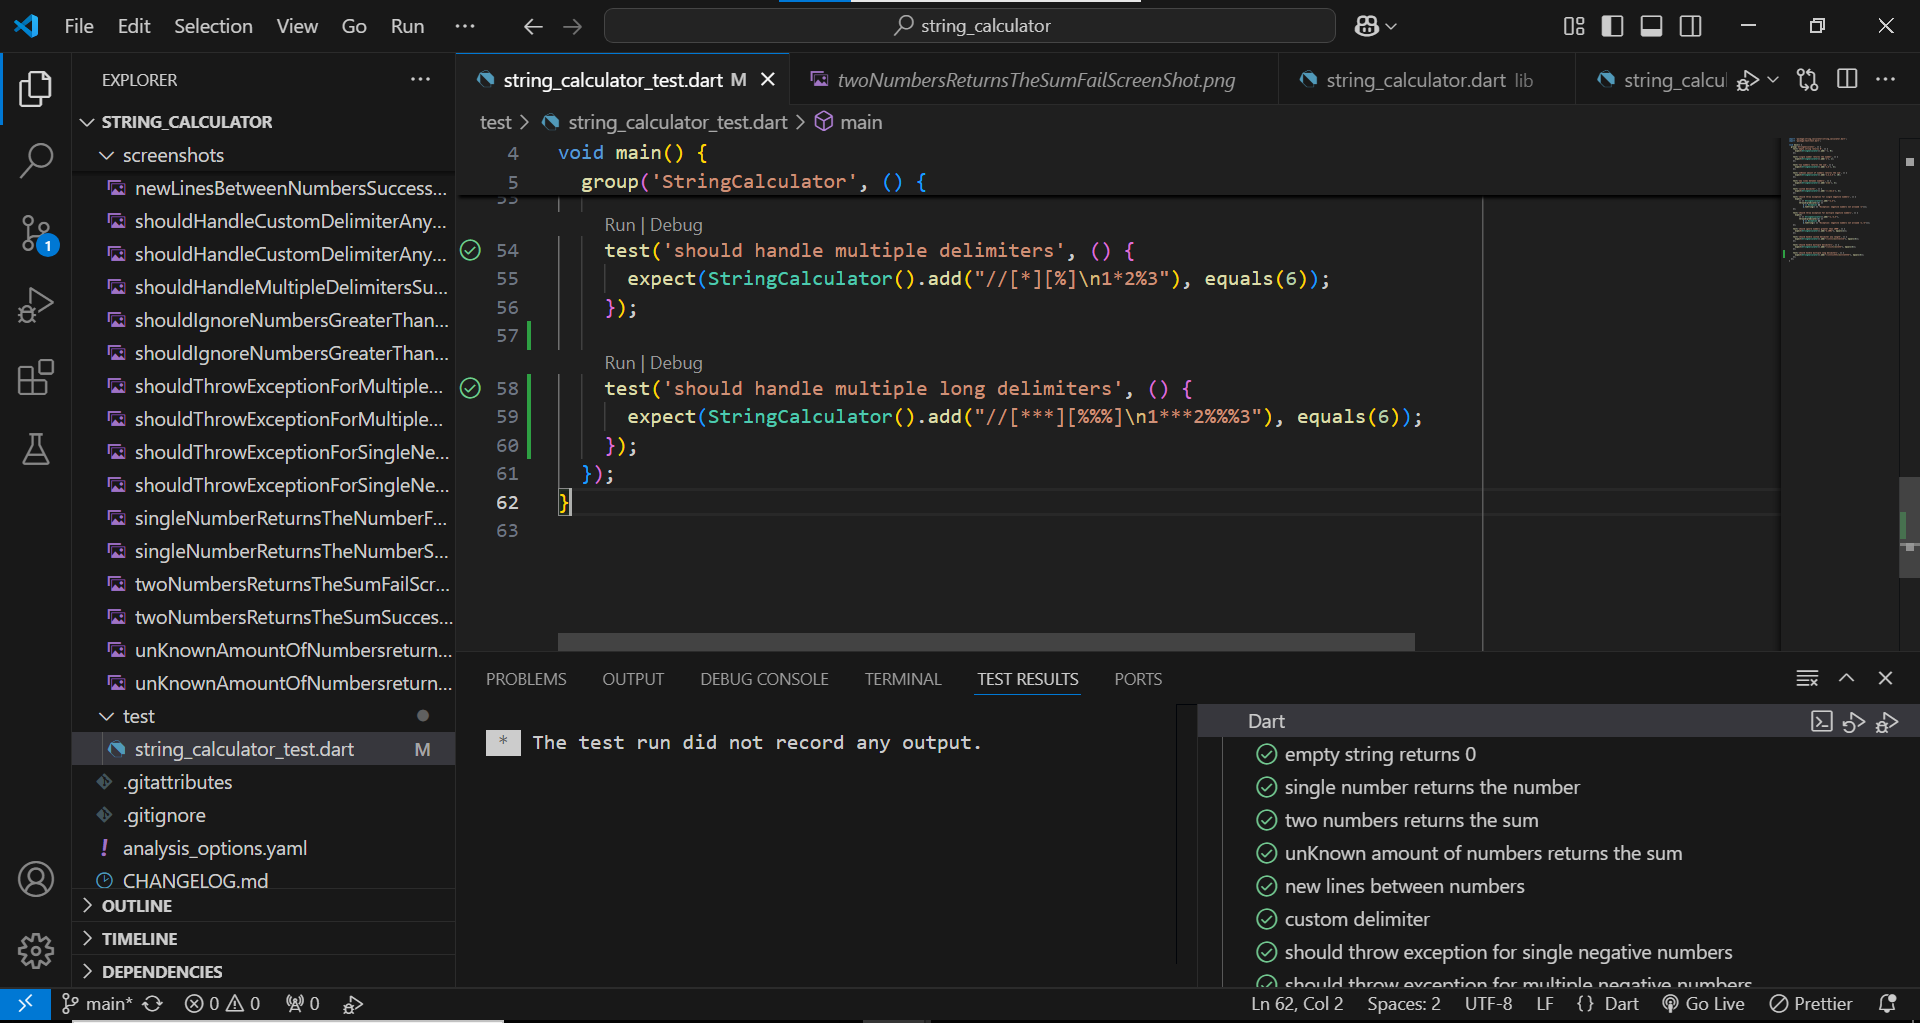 File Edit Selection View Go Run ··· string_calculator
EXPLORER ···
STRING_CALCULATOR
screenshots
newLinesBetweenNumbersSuccess...
shouldHandleCustomDelimiterAny...
shouldHandleCustomDelimiterAny...
shouldHandleMultipleDelimitersSu...
shouldIgnoreNumbersGreaterThan...
shouldIgnoreNumbersGreaterThan...
shouldThrowExceptionForMultiple...
shouldThrowExceptionForMultiple...
shouldThrowExceptionForSingleNe...
shouldThrowExceptionForSingleNe...
singleNumberReturnsTheNumberF...
singleNumberReturnsTheNumberS...
twoNumbersReturnsTheSumFailScr...
twoNumbersReturnsTheSumSucces...
unKnownAmountOfNumbersreturn...
unKnownAmountOfNumbersreturn...
test
string_calculator_test.dart M
.gitattributes
.gitignore
! analysis_options.yaml
CHANGELOG.md
OUTLINE
TIMELINE
DEPENDENCIES
1
string_calculator_test.dart M twoNumbersReturnsTheSumFailScreenShot.png string_calculator.dart lib string_calcul
test > string_calculator_test.dart > main
4 void main() {
5 group('StringCalculator', () {
53
Run | Debug
54 test('should handle multiple delimiters', () {
55 expect(StringCalculator().add("//[*][%]\n1*2%3"), equals(6));
56 });
57
Run | Debug
58 test('should handle multiple long delimiters', () {
59 expect(StringCalculator().add("//[***][%%%]\n1***2%%%3"), equals(6));
60 });
61 });
62 }
63
PROBLEMS OUTPUT DEBUG CONSOLE TERMINAL TEST RESULTS PORTS
* The test run did not record any output.
Dart
empty string returns 0
single number returns the number
two numbers returns the sum
unKnown amount of numbers returns the sum
new lines between numbers
custom delimiter
should throw exception for single negative numbers
should throw exception for multiple negative numbers
main* 0 0 0 Ln 62, Col 2 Spaces: 2 UTF-8 LF {} Dart Go Live Prettier